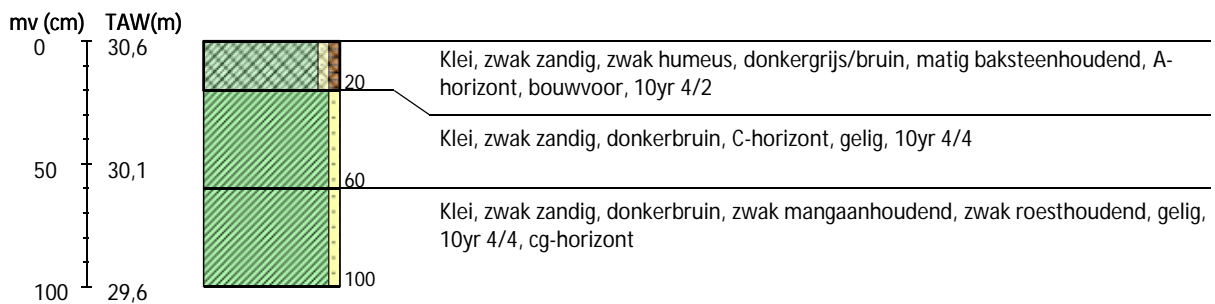 mv (cm) TAW(m)
0 30,6
Klei, zwak zandig, zwak humeus, donkergrijs/bruin, matig baksteenhoudend, A-
horizont, bouwvoor, 10yr 4/2
20
Klei, zwak zandig, donkerbruin, C-horizont, gelig, 10yr 4/4
50 30,1
60
Klei, zwak zandig, donkerbruin, zwak mangaanhoudend, zwak roesthoudend, gelig,
10yr 4/4, cg-horizont
100
100 29,6